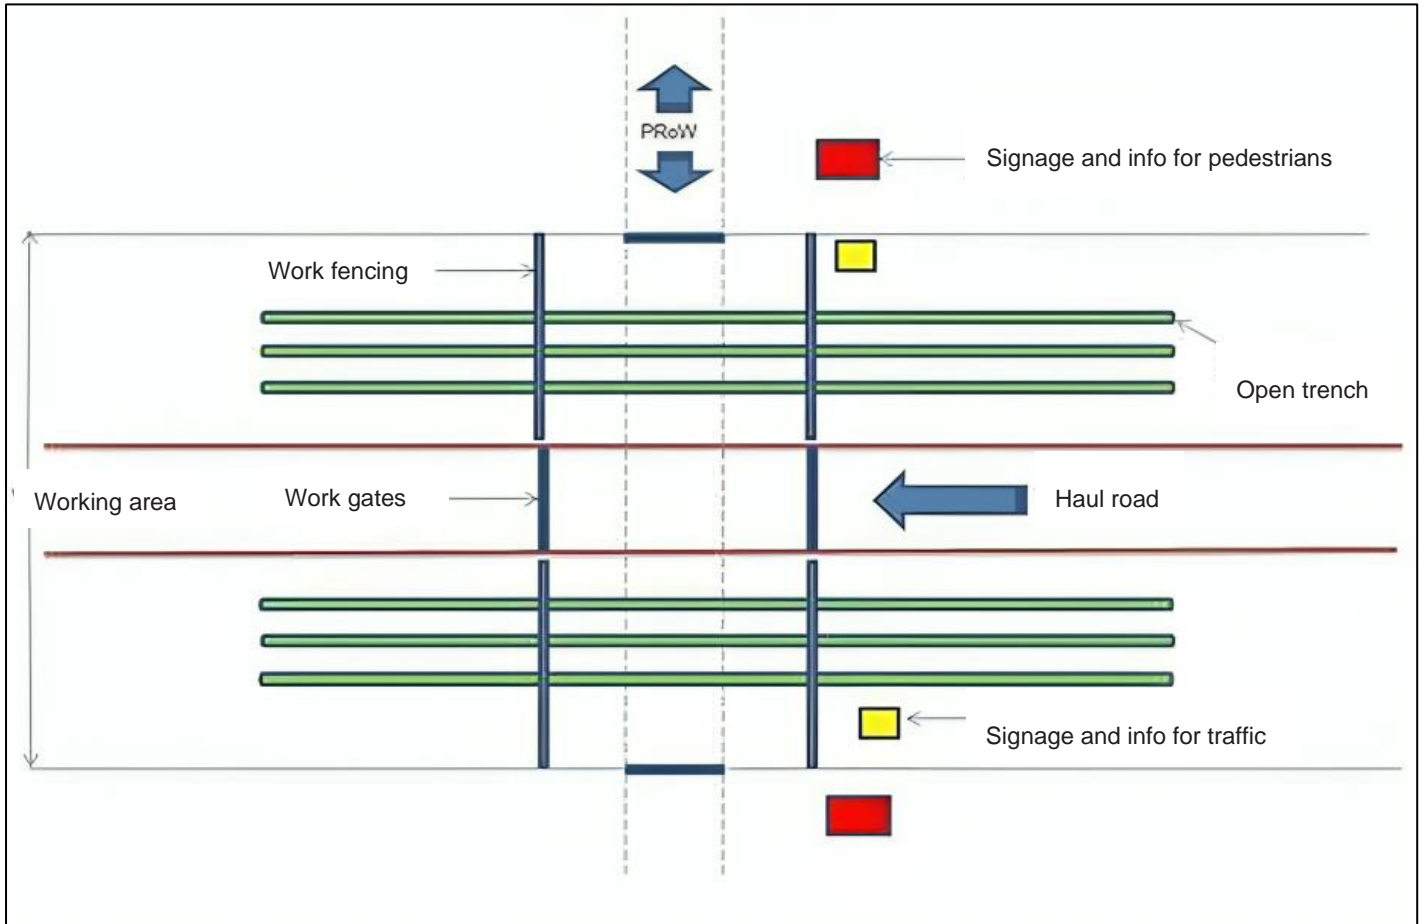 PRoW
Signage and info for pedestrians
Work fencing
Open trench
Working area
Work gates
Haul road
Signage and info for traffic